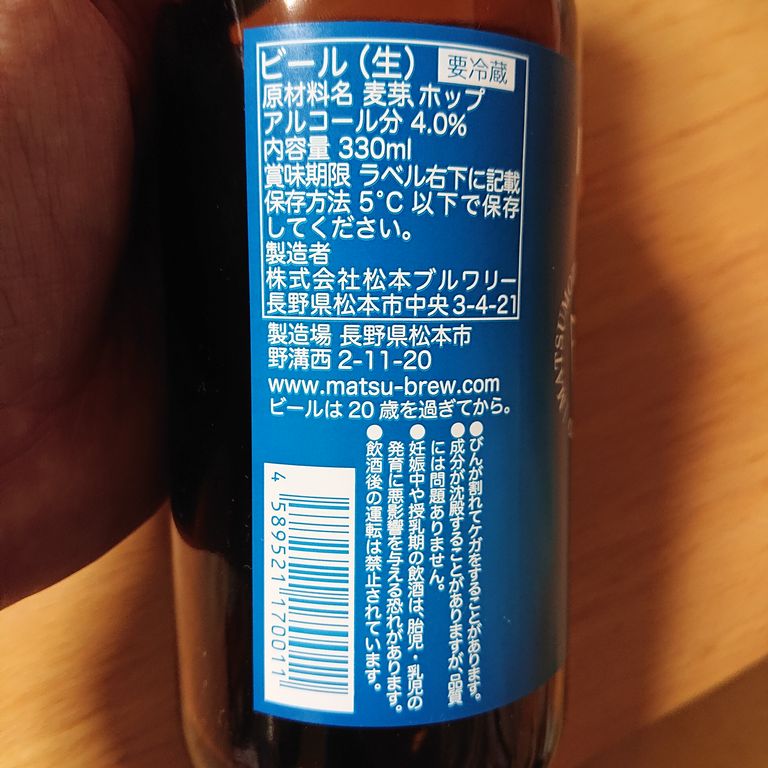 ビール（生） 要冷蔵
原材料名 麦芽、ホップ
アルコール分 4.0%
内容量 330ml
賞味期限 ラベル右下に記載
保存方法 5°C 以下で保存
してください。
製造者
株式会社松本ブルワリー
長野県松本市中央3-4-21
製造場 長野県松本市
野溝西 2-11-20
www.matsu-brew.com
ビールは 20 歳を過ぎてから。
●びんが割れてケガをすることがあります。
●成分が沈殿することがありますが、品質
には問題ありません。
●妊娠中や授乳期の飲酒は、胎児・乳児の
発育に悪影響を与える恐れがあります。
●飲酒後の運転は禁止されています。
4 589521 170011
MATSUMO